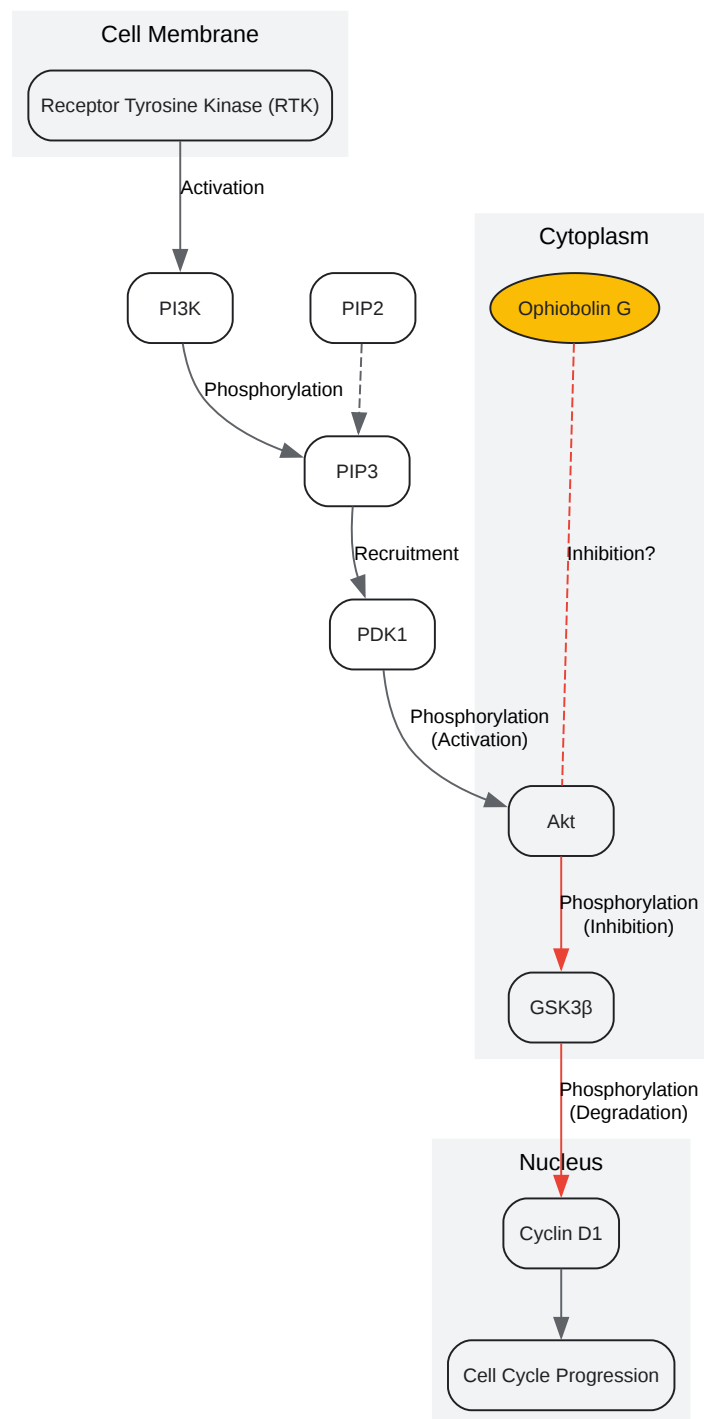 Cell Membrane
Receptor Tyrosine Kinase (RTK)
Activation
Cytoplasm
PI3K
PIP2
Ophiobolin G
Phosphorylation
PIP3
Recruitment
Inhibition?
PDK1
Phosphorylation
(Activation)
Akt
Phosphorylation
(Inhibition)
GSK3β
Phosphorylation
(Degradation)
Nucleus
Cyclin D1
Cell Cycle Progression